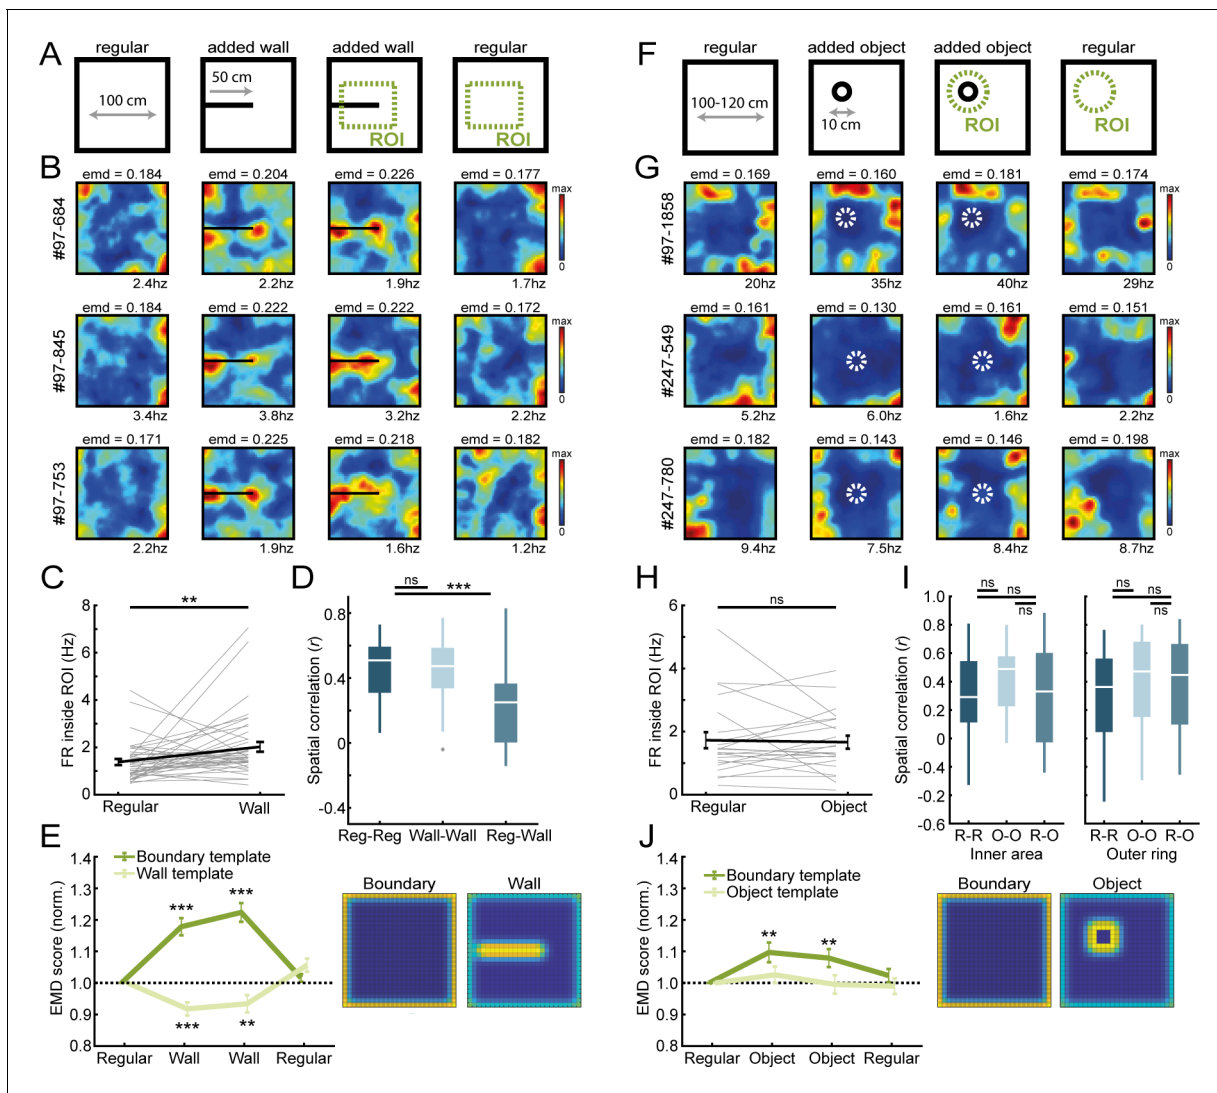 A
regular
added wall
added wall
regular
100 cm
50 cm
ROI
ROI
B
#97-684
emd = 0.184
emd = 0.204
emd = 0.226
emd = 0.177
max
0
2.4hz
2.2hz
1.9hz
1.7hz
#97-845
emd = 0.184
emd = 0.222
emd = 0.222
emd = 0.172
max
0
3.4hz
3.8hz
3.2hz
2.2hz
#97-753
emd = 0.171
emd = 0.225
emd = 0.218
emd = 0.182
max
0
2.2hz
1.9hz
1.6hz
1.2hz
C
FR inside ROI (Hz)
8
6
4
2
0
**
Regular
Wall
D
Spatial correlation (r)
0.8
0.4
0
-0.4
ns
***
Reg-Reg
Wall-Wall
Reg-Wall
E
EMD score (norm.)
1.4
1.3
1.2
1.1
1.0
0.9
0.8
Boundary template
Wall template
***
***
***
**
Regular
Wall
Wall
Regular
Boundary
Wall
F
regular
added object
added object
regular
100-120 cm
10 cm
ROI
ROI
G
#97-1858
emd = 0.169
emd = 0.160
emd = 0.181
emd = 0.174
max
0
20hz
35hz
40hz
29hz
#247-549
emd = 0.161
emd = 0.130
emd = 0.161
emd = 0.151
max
0
5.2hz
6.0hz
1.6hz
2.2hz
#247-780
emd = 0.182
emd = 0.143
emd = 0.146
emd = 0.198
max
0
9.4hz
7.5hz
8.4hz
8.7hz
H
FR inside ROI (Hz)
6
5
4
3
2
1
0
ns
Regular
Object
I
Spatial correlation (r)
1.0
0.8
0.4
0.2
0
-0.2
-0.6
ns
ns
ns
R-R
O-O
R-O
Inner area
ns
ns
ns
R-R
O-O
R-O
Outer ring
J
EMD score (norm.)
1.4
1.3
1.2
1.1
1.0
0.9
0.8
Boundary template
Object template
**
**
Regular
Object
Object
Regular
Boundary
Object